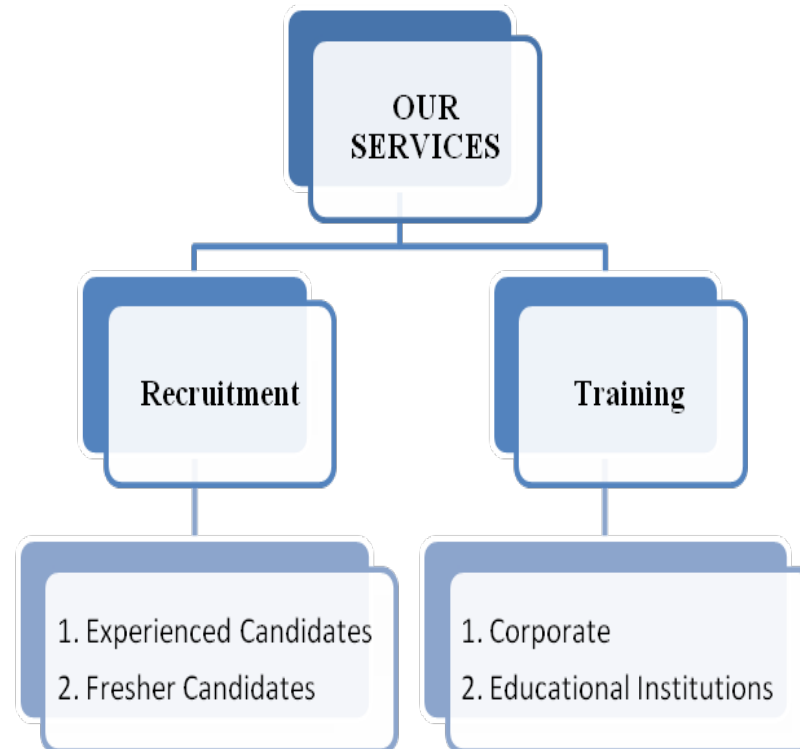 OUR
SERVICES
Recruitment
Training
1. Experienced Candidates
2. Fresher Candidates
1. Corporate
2. Educational Institutions